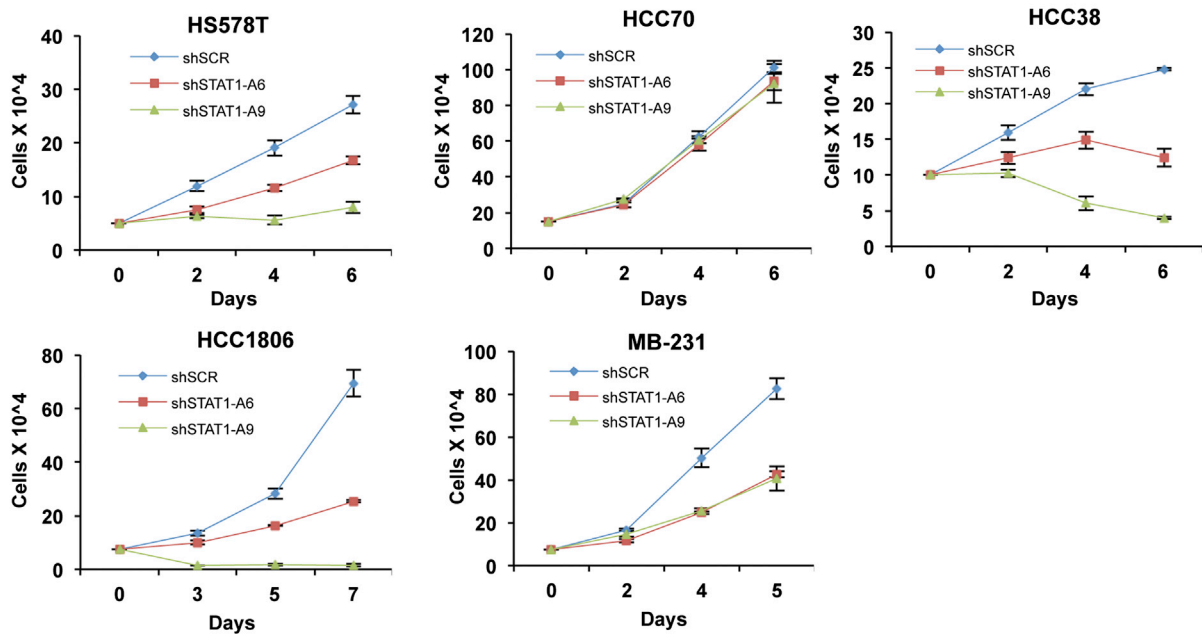 HS578T
Cells X 10^4
40
30
20
10
0
shSCR
shSTAT1-A6
shSTAT1-A9
0 2 4 6
Days
HCC70
Cells X 10^4
120
100
80
60
40
20
0
shSCR
shSTAT1-A6
shSTAT1-A9
0 2 4 6
Days
HCC38
Cells X 10^4
30
25
20
15
10
5
0
shSCR
shSTAT1-A6
shSTAT1-A9
0 2 4 6
Days
HCC1806
Cells X 10^4
80
60
40
20
0
shSCR
shSTAT1-A6
shSTAT1-A9
0 3 5 7
Days
MB-231
Cells X 10^4
100
80
60
40
20
0
shSCR
shSTAT1-A6
shSTAT1-A9
0 2 4 5
Days